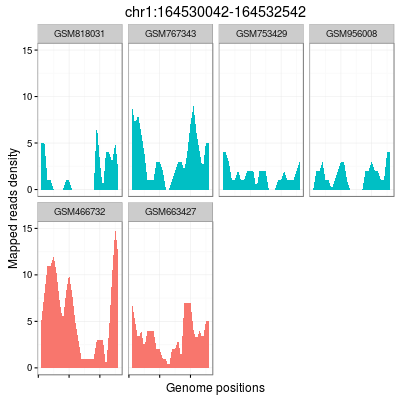 chr1:164530042-164532542
GSM818031 GSM767343 GSM753429 GSM956008
15
10
5
0
GSM466732 GSM663427
15
10
5
0
Mapped reads density
Genome positions